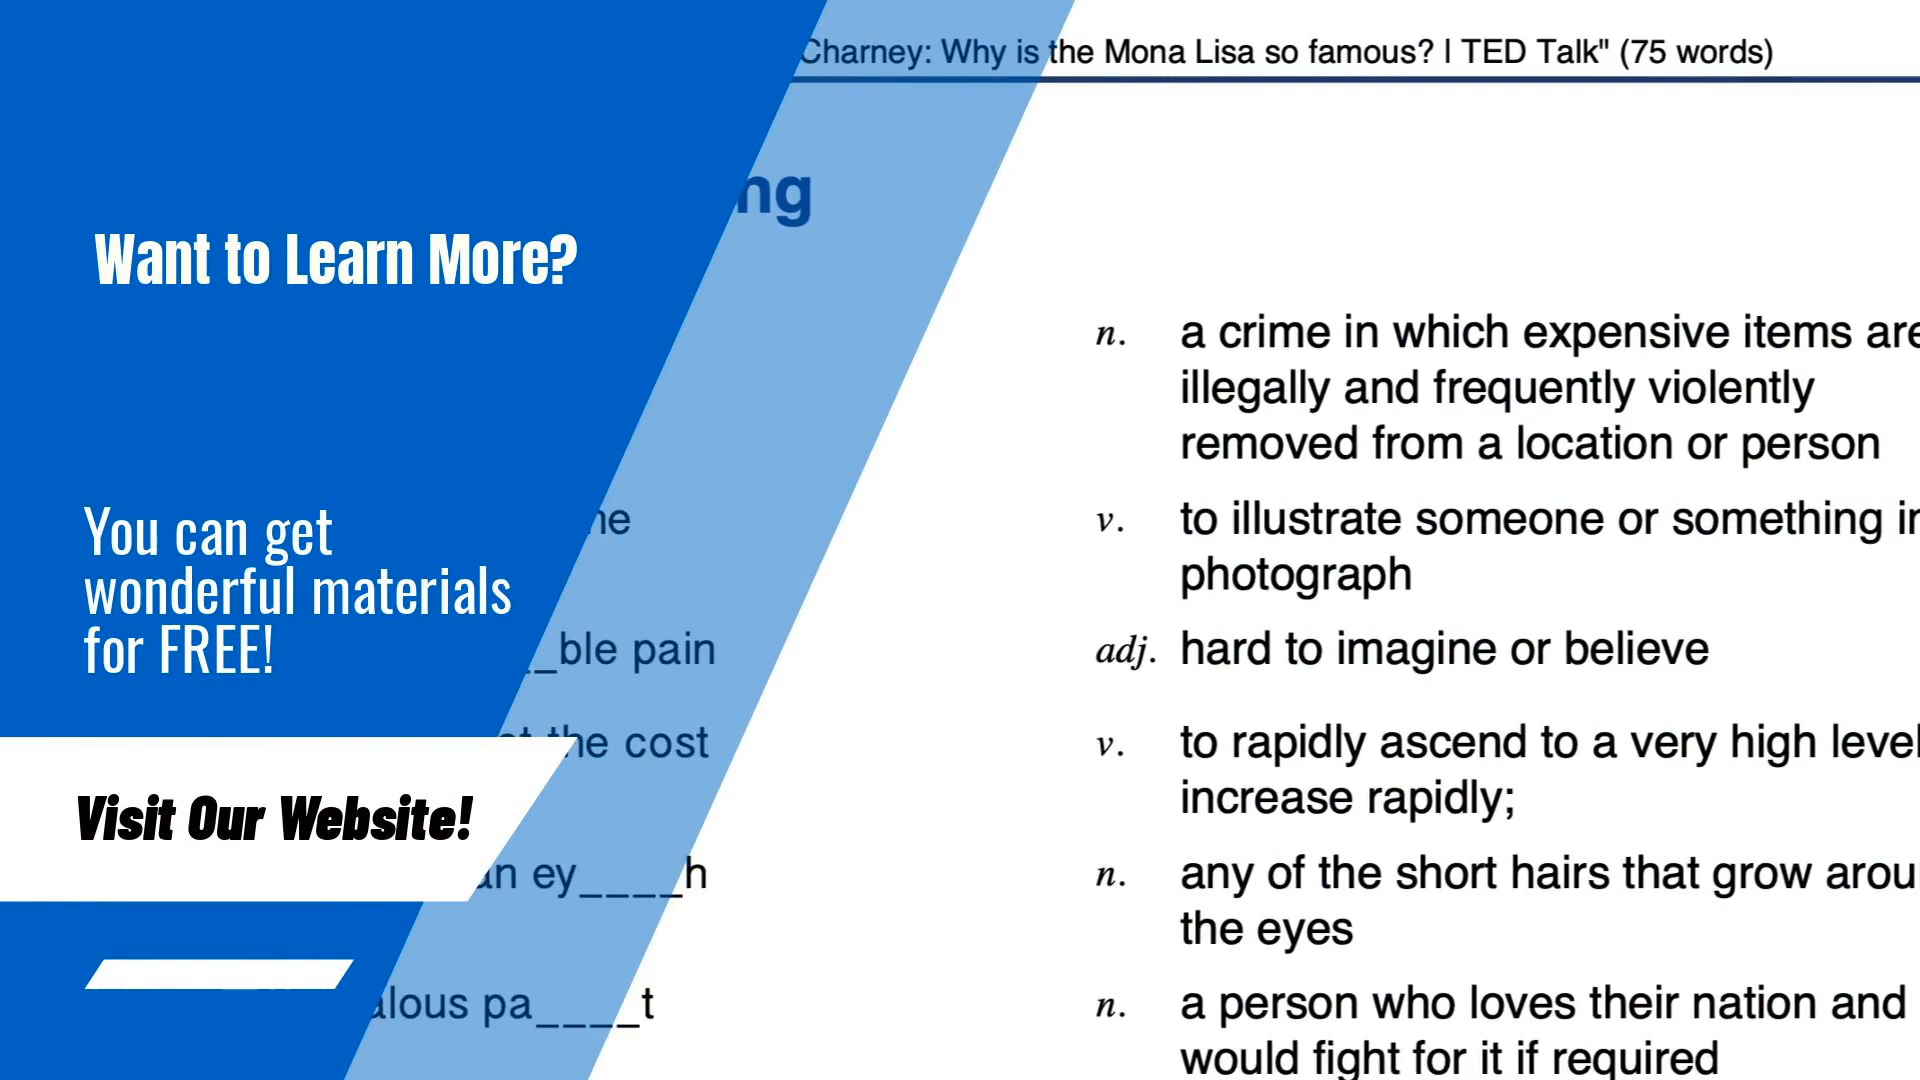 Charney: Why is the Mona Lisa so famous? | TED Talk" (75 words)
ng
Want to Learn More?
n. a crime in which expensive items are
illegally and frequently violently
removed from a location or person
You can get
wonderful materials
for FREE!
v. to illustrate someone or something in
photograph
_ble pain
adj. hard to imagine or believe
the cost
v. to rapidly ascend to a very high level
increase rapidly;
Visit Our Website!
an ey____h
n. any of the short hairs that grow arou
the eyes
alous pa____t
n. a person who loves their nation and
would fight for it if required